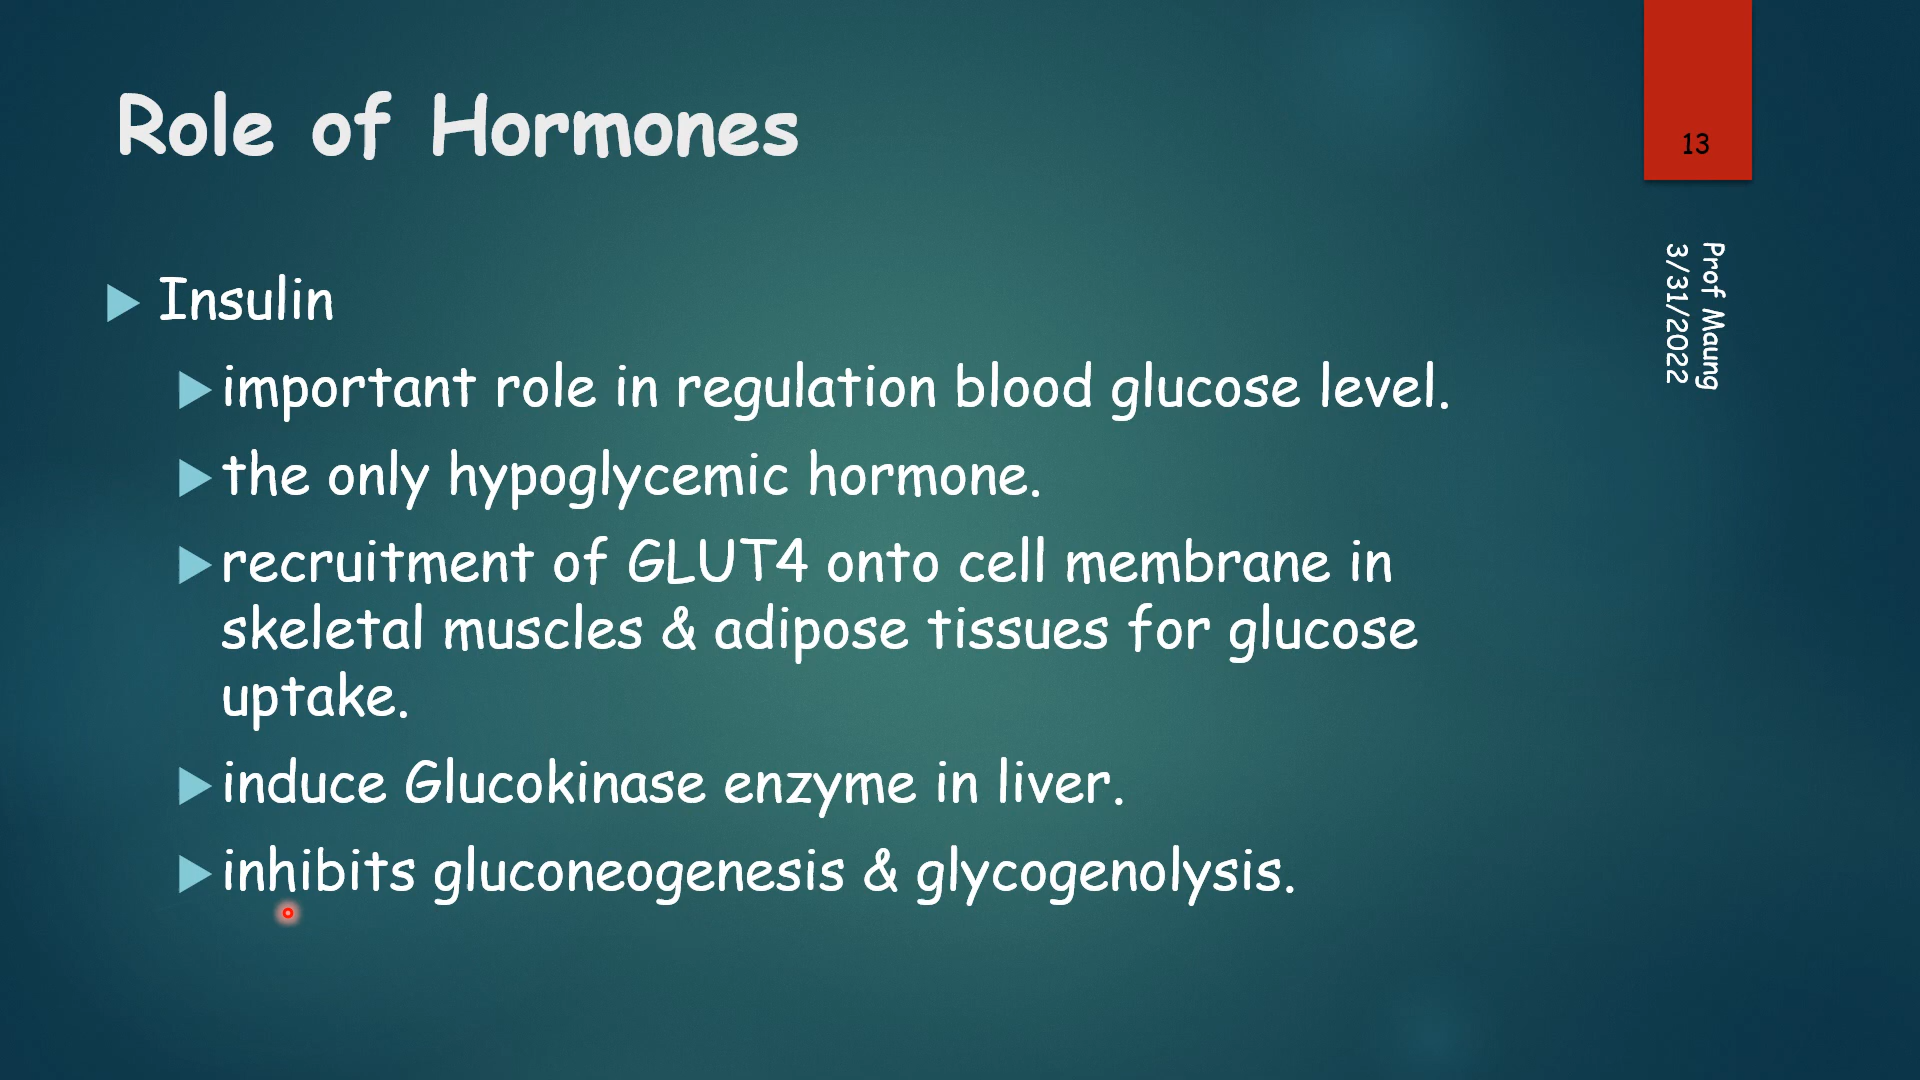 Role of Hormones
13
Prof Maung
3/31/2022
Insulin
important role in regulation blood glucose level.
the only hypoglycemic hormone.
recruitment of GLUT4 onto cell membrane in
skeletal muscles & adipose tissues for glucose
uptake.
induce Glucokinase enzyme in liver.
inhibits gluconeogenesis & glycogenolysis.